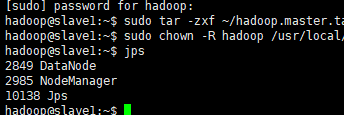 [sudo] password for hadoop:
hadoop@slave1:~$ sudo tar -zxf ~/hadoop.master.ta
hadoop@slave1:~$ sudo chown -R hadoop /usr/local/
hadoop@slave1:~$ jps
2849 DataNode
2985 NodeManager
10138 Jps
hadoop@slave1:~$